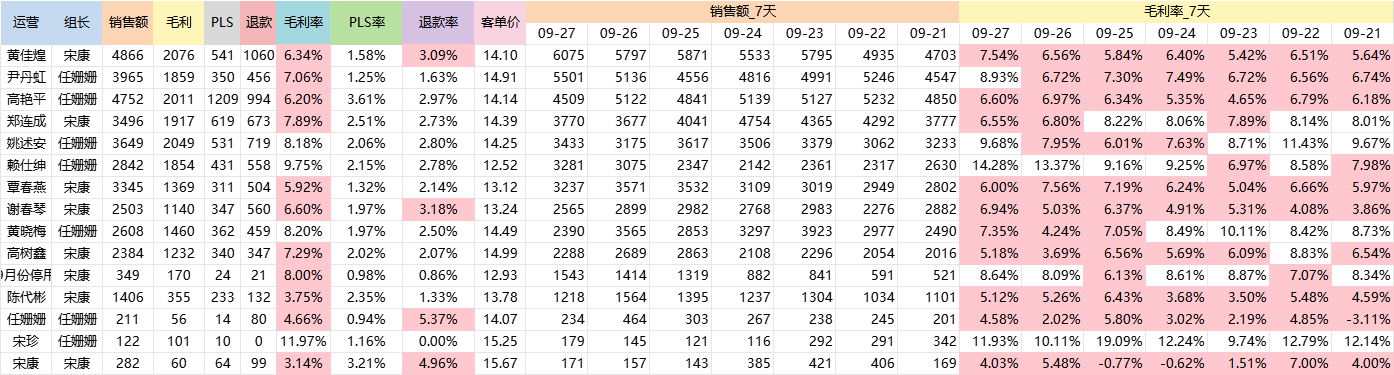 运营 组长 销售额 毛利 PLS 退款 毛利率 PLS率 退款率 客单价 销售额_7天 毛利率_7天
09-27 09-26 09-25 09-24 09-23 09-22 09-21 09-27 09-26 09-25 09-24 09-23 09-22 09-21
黄佳煌 宋康 4866 2076 541 1060 6.34% 1.58% 3.09% 14.10 6075 5797 5871 5533 5795 4935 4703 7.54% 6.56% 5.84% 6.40% 5.42% 6.51% 5.64%
尹丹虹 任姗姗 3965 1859 350 456 7.06% 1.25% 1.63% 14.91 5501 5136 4556 4816 4991 5246 4547 8.93% 6.72% 7.30% 7.49% 6.72% 6.56% 6.74%
高艳平 任姗姗 4752 2011 1209 994 6.20% 3.61% 2.97% 14.14 4509 5122 4841 5139 5127 5232 4850 6.60% 6.97% 6.34% 5.35% 4.65% 6.79% 6.18%
郑连成 宋康 3496 1917 619 673 7.89% 2.51% 2.73% 14.39 3770 3677 4041 4754 4365 4292 3777 6.55% 6.80% 8.22% 8.06% 7.89% 8.14% 8.01%
姚述安 任姗姗 3649 2049 531 719 8.18% 2.06% 2.80% 14.25 3433 3175 3617 3506 3379 3062 3233 9.68% 7.95% 6.01% 7.63% 8.71% 11.43% 9.67%
赖仕绅 任姗姗 2842 1854 431 558 9.75% 2.15% 2.78% 12.52 3281 3075 2347 2142 2361 2317 2630 14.28% 13.37% 9.16% 9.25% 6.97% 8.58% 7.98%
覃春燕 宋康 3345 1369 311 504 5.92% 1.32% 2.14% 13.12 3237 3571 3532 3109 3019 2949 2802 6.00% 7.56% 7.19% 6.24% 5.04% 6.66% 5.97%
谢春琴 宋康 2503 1140 347 560 6.60% 1.97% 3.18% 13.24 2565 2899 2982 2768 2983 2276 2882 6.94% 5.03% 6.37% 4.91% 5.31% 4.08% 3.86%
黄晓梅 任姗姗 2608 1460 362 459 8.20% 1.97% 2.50% 14.49 2390 3565 2853 3297 3923 2977 2490 7.35% 4.24% 7.05% 8.49% 10.11% 8.42% 8.73%
高树鑫 宋康 2384 1232 340 347 7.29% 2.02% 2.07% 14.99 2288 2689 2863 2108 2296 2054 2016 5.18% 3.69% 6.56% 5.69% 6.09% 8.83% 6.54%
9月份停用 宋康 349 170 24 21 8.00% 0.98% 0.86% 12.93 1543 1414 1319 882 841 591 521 8.64% 8.09% 6.13% 8.61% 8.87% 7.07% 8.34%
陈代彬 宋康 1406 355 233 132 3.75% 2.35% 1.33% 13.78 1218 1564 1395 1237 1304 1034 1101 5.12% 5.26% 6.43% 3.68% 3.50% 5.48% 4.59%
任姗姗 任姗姗 211 56 14 80 4.66% 0.94% 5.37% 14.07 234 464 303 267 238 245 201 4.58% 2.02% 5.80% 3.02% 2.19% 4.85% -3.11%
宋珍 任姗姗 122 101 10 0 11.97% 1.16% 0.00% 15.25 179 145 121 116 292 291 342 11.93% 10.11% 19.09% 12.24% 9.74% 12.79% 12.14%
宋康 宋康 282 60 64 99 3.14% 3.21% 4.96% 15.67 171 157 143 385 421 406 169 4.03% 5.48% -0.77% -0.62% 1.51% 7.00% 4.00%